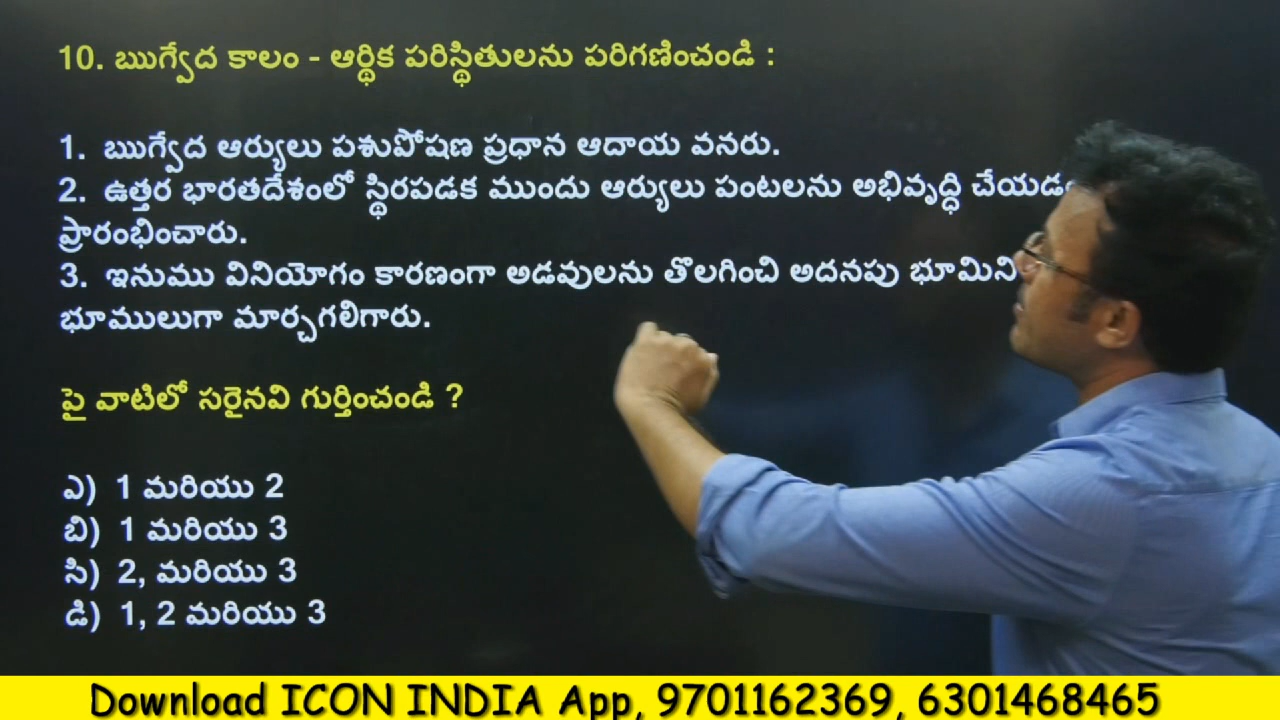 10. ఋగ్వేద కాలం - ఆర్థిక పరిస్థితులను పరిగణించండి :
1. ఋగ్వేద ఆర్యులు పశుపోషణ ప్రధాన ఆదాయ వనరు.
2. ఉత్తర భారతదేశంలో స్థిరపడక ముందు ఆర్యులు పంటలను అభివృద్ధి
ప్రారంభించారు.
3. ఇనుము వినియోగం కారణంగా అడవులను తొలగించి అదనపు భూమిని
భూములుగా మార్చగలిగారు.
పై వాటిలో సరైనవి గుర్తించండి ?
ఎ) 1 మరియు 2
బి) 1 మరియు 3
సి) 2, మరియు 3
డి) 1, 2 మరియు 3
Download ICON INDIA App, 9701162369, 6301468465